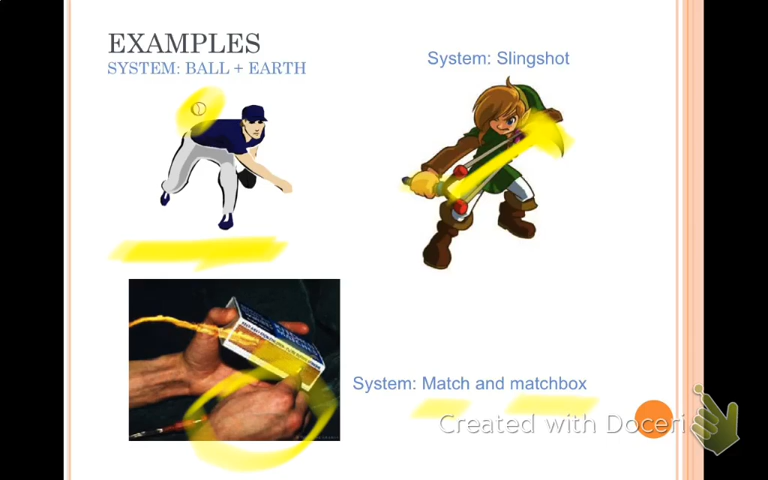 EXAMPLES
SYSTEM: BALL + EARTH
System: Slingshot
System: Match and matchbox
Created with Doceri